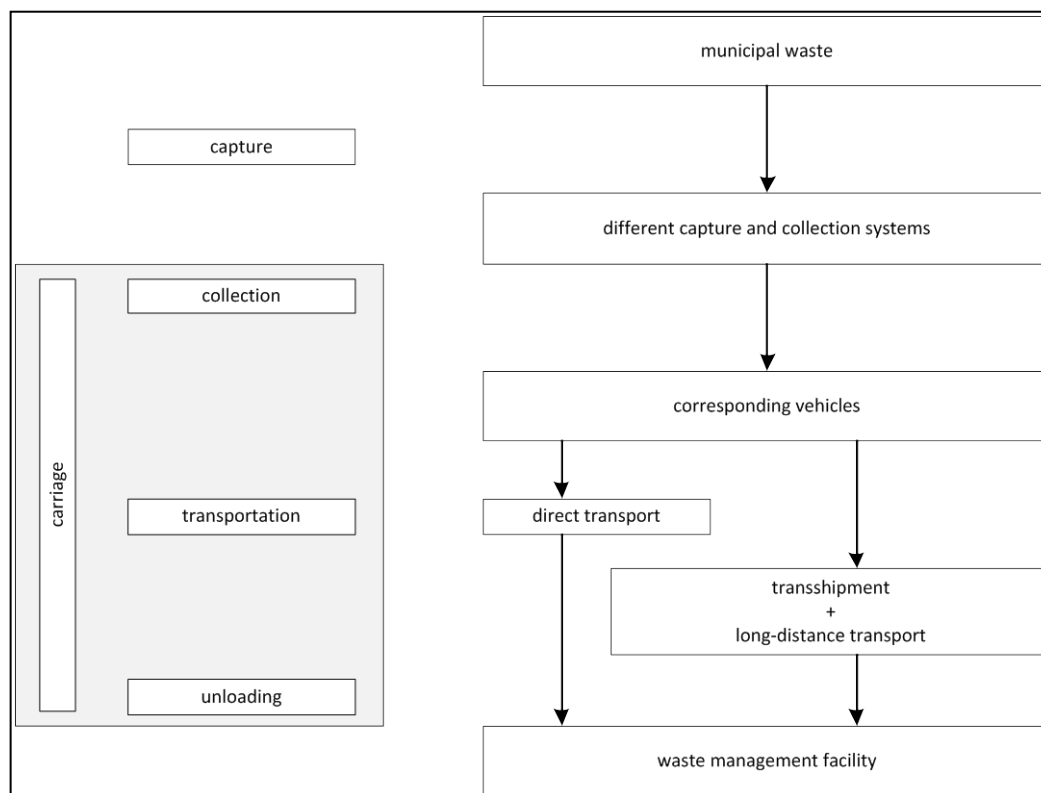 municipal waste
capture
different capture and collection systems
collection
corresponding vehicles
carriage
transportation
direct transport
transshipment
+
long-distance transport
unloading
waste management facility